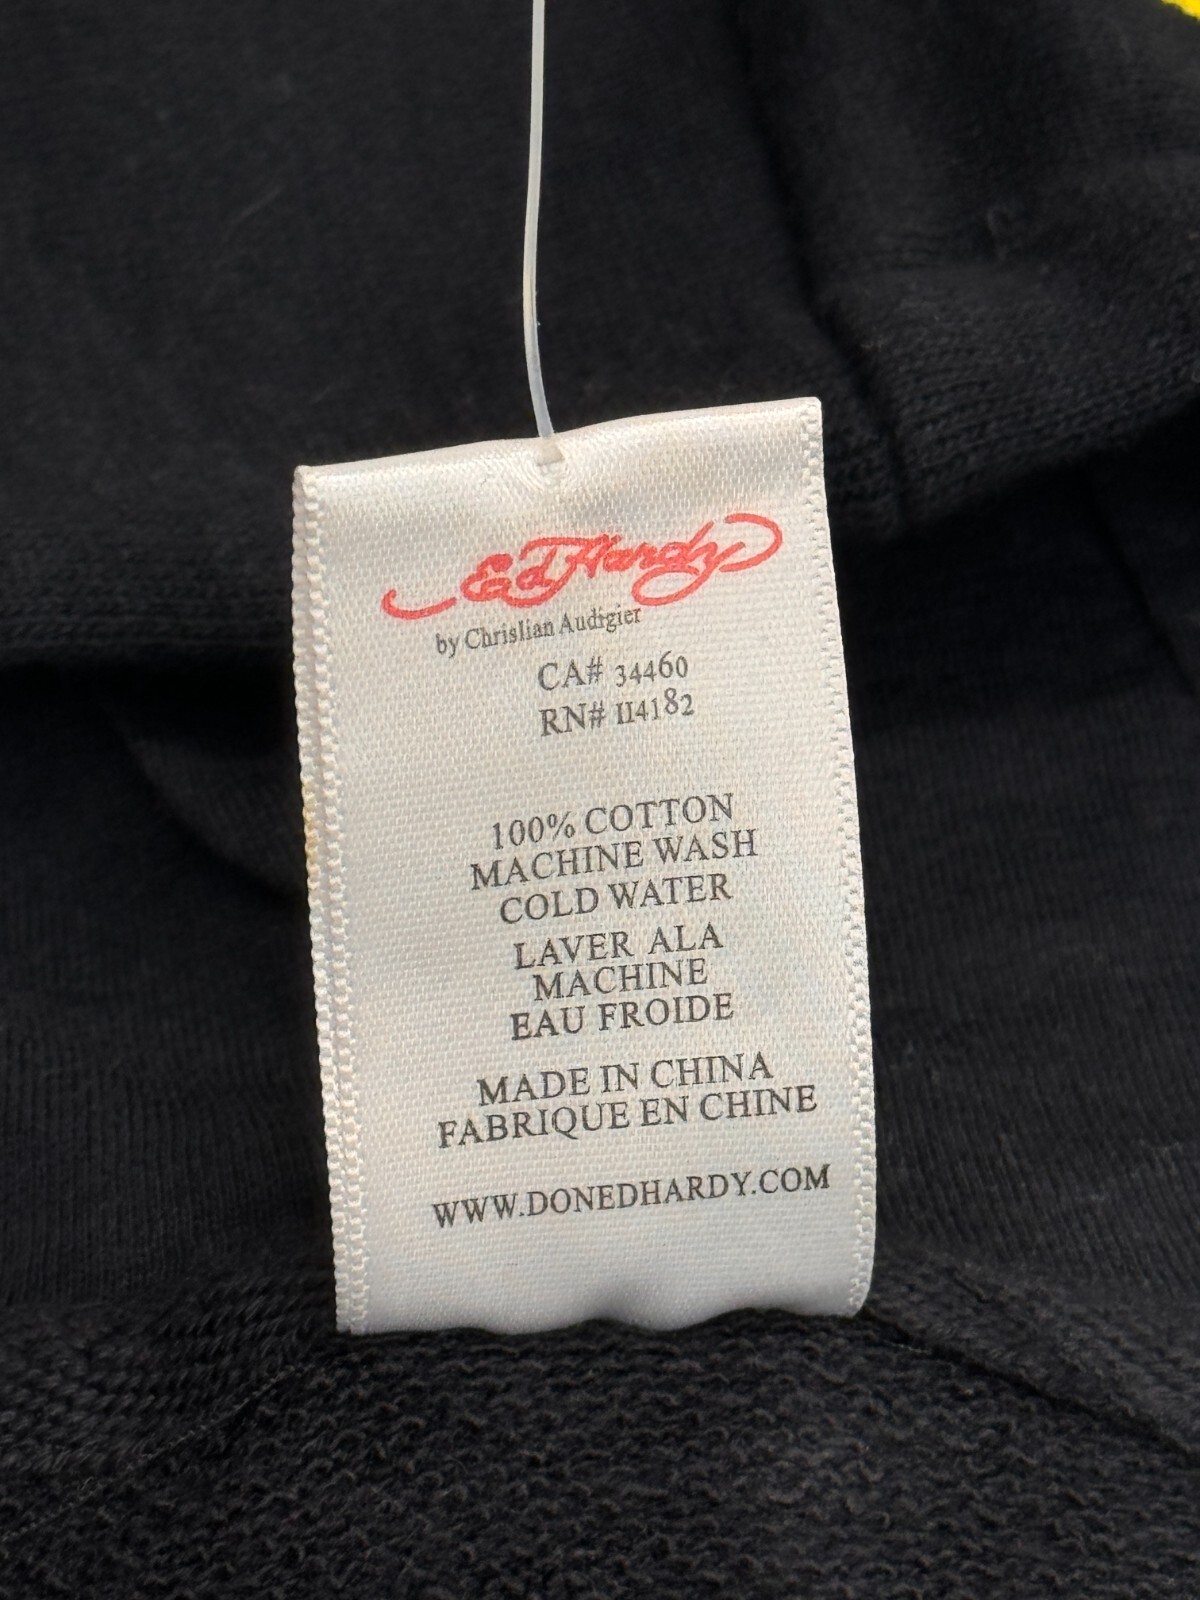 Ed Hardy
by Chrislian Audigier
CA# 34460
RN# 114182
100% COTTON
MACHINE WASH
COLD WATER
LAVER ALA
MACHINE
EAU FROIDE
MADE IN CHINA
FABRIQUE EN CHINE
WWW.DONEDHARDY.COM